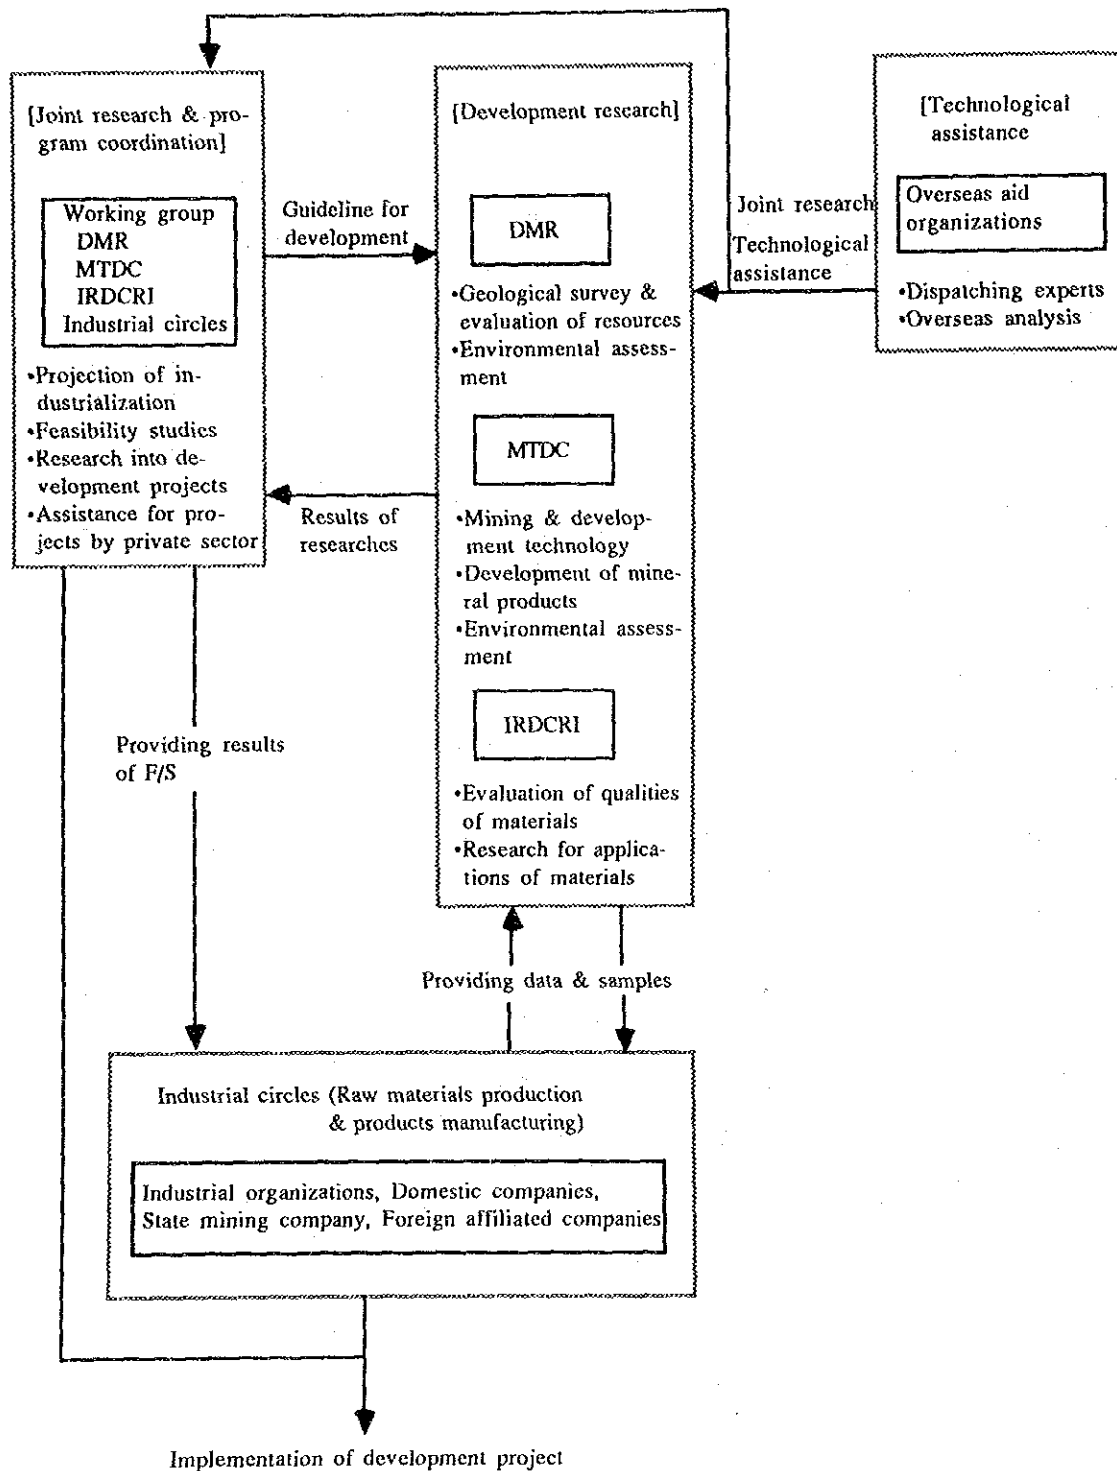 [Joint research & pro-
gram coordination]
Working group
DMR
MTDC
IRDCRI
Industrial circles
•Projection of in-
dustrialization
•Feasibility studies
•Research into de-
velopment projects
•Assistance for pro-
jects by private sector
Guideline for
development
Results of
researches
[Development research]
DMR
•Geological survey &
evaluation of resources
•Environmental assess-
ment
MTDC
•Mining & develop-
ment technology
•Development of mine-
ral products
•Environmental assess-
ment
IRDCRI
•Evaluation of qualities
of materials
•Research for applica-
tions of materials
Joint research
Technological
assistance
[Technological
assistance
Overseas aid
organizations
•Dispatching experts
•Overseas analysis
Providing results
of F/S
Providing data & samples
Industrial circles (Raw materials production
& products manufacturing)
Industrial organizations, Domestic companies,
State mining company, Foreign affiliated companies
Implementation of development project